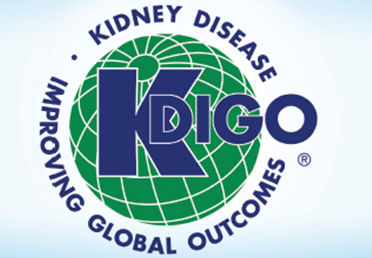 KIDNEY DISEASE
IMPROVING GLOBAL OUTCOMES
KDIGO
®